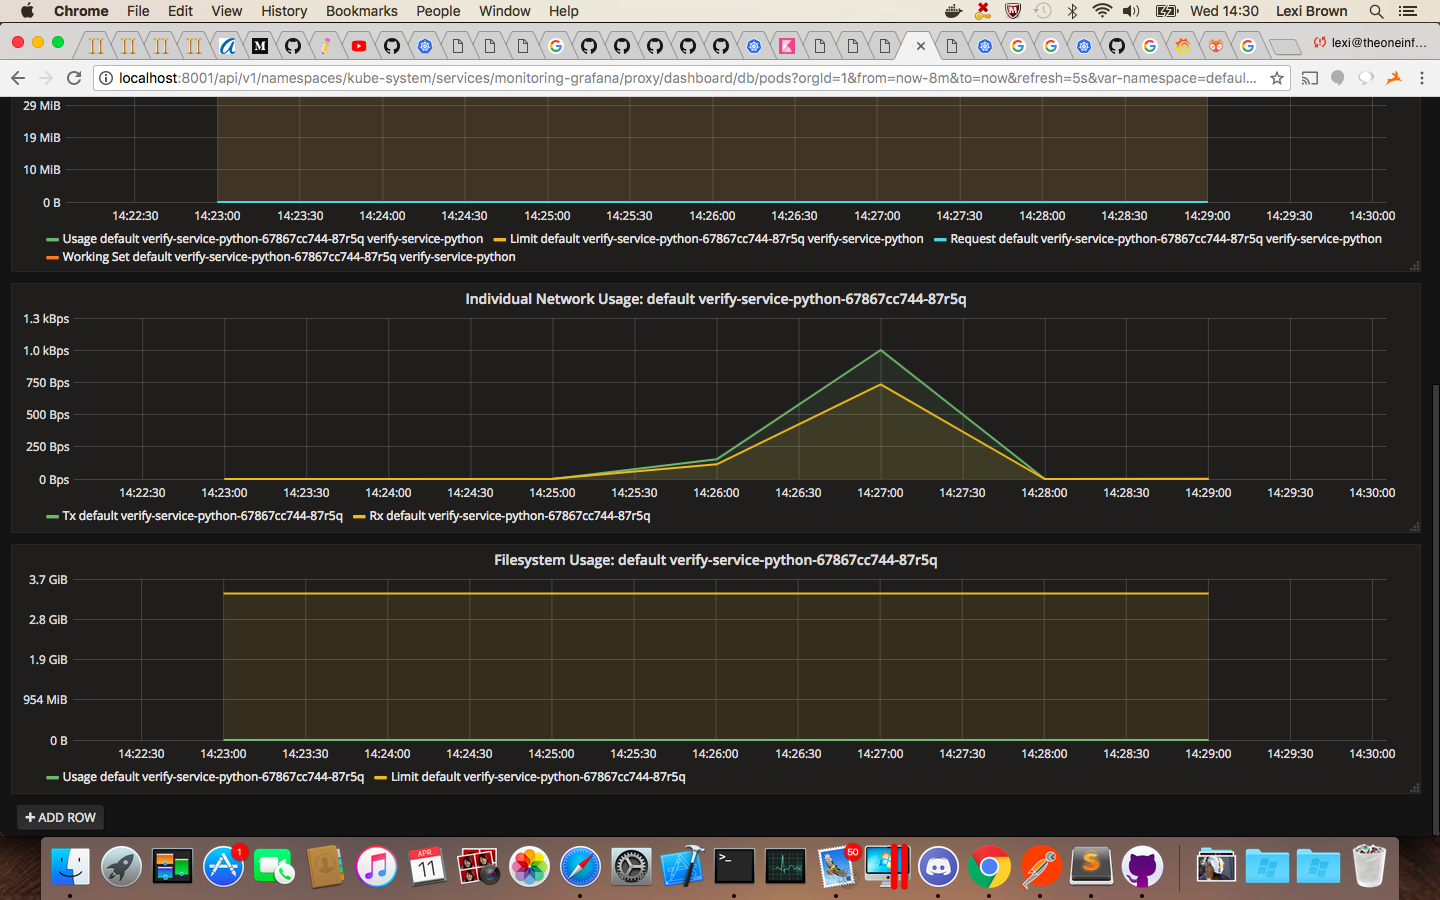 Chrome File Edit View History Bookmarks People Window Help Wed 14:30 Lexi Brown
lexi@theoneinf...
localhost:8001/api/v1/namespaces/kube-system/services/monitoring-grafana/proxy/dashboard/db/pods?orgId=1&from=now-8m&to=now&refresh=5s&var-namespace=defaul...
29 MiB
19 MiB
10 MiB
0 B
14:22:30 14:23:00 14:23:30 14:24:00 14:24:30 14:25:00 14:25:30 14:26:00 14:26:30 14:27:00 14:27:30 14:28:00 14:28:30 14:29:00 14:29:30 14:30:00
Usage default verify-service-python-67867cc744-87r5q verify-service-python Limit default verify-service-python-67867cc744-87r5q verify-service-python Request default verify-service-python-67867cc744-87r5q verify-service-python
Working Set default verify-service-python-67867cc744-87r5q verify-service-python
Individual Network Usage: default verify-service-python-67867cc744-87r5q
1.3 kBps
1.0 kBps
750 Bps
500 Bps
250 Bps
0 Bps
14:22:30 14:23:00 14:23:30 14:24:00 14:24:30 14:25:00 14:25:30 14:26:00 14:26:30 14:27:00 14:27:30 14:28:00 14:28:30 14:29:00 14:29:30 14:30:00
Tx default verify-service-python-67867cc744-87r5q Rx default verify-service-python-67867cc744-87r5q
Filesystem Usage: default verify-service-python-67867cc744-87r5q
3.7 GiB
2.8 GiB
1.9 GiB
954 MiB
0 B
14:22:30 14:23:00 14:23:30 14:24:00 14:24:30 14:25:00 14:25:30 14:26:00 14:26:30 14:27:00 14:27:30 14:28:00 14:28:30 14:29:00 14:29:30 14:30:00
Usage default verify-service-python-67867cc744-87r5q Limit default verify-service-python-67867cc744-87r5q
+ ADD ROW
1
APR
11
50